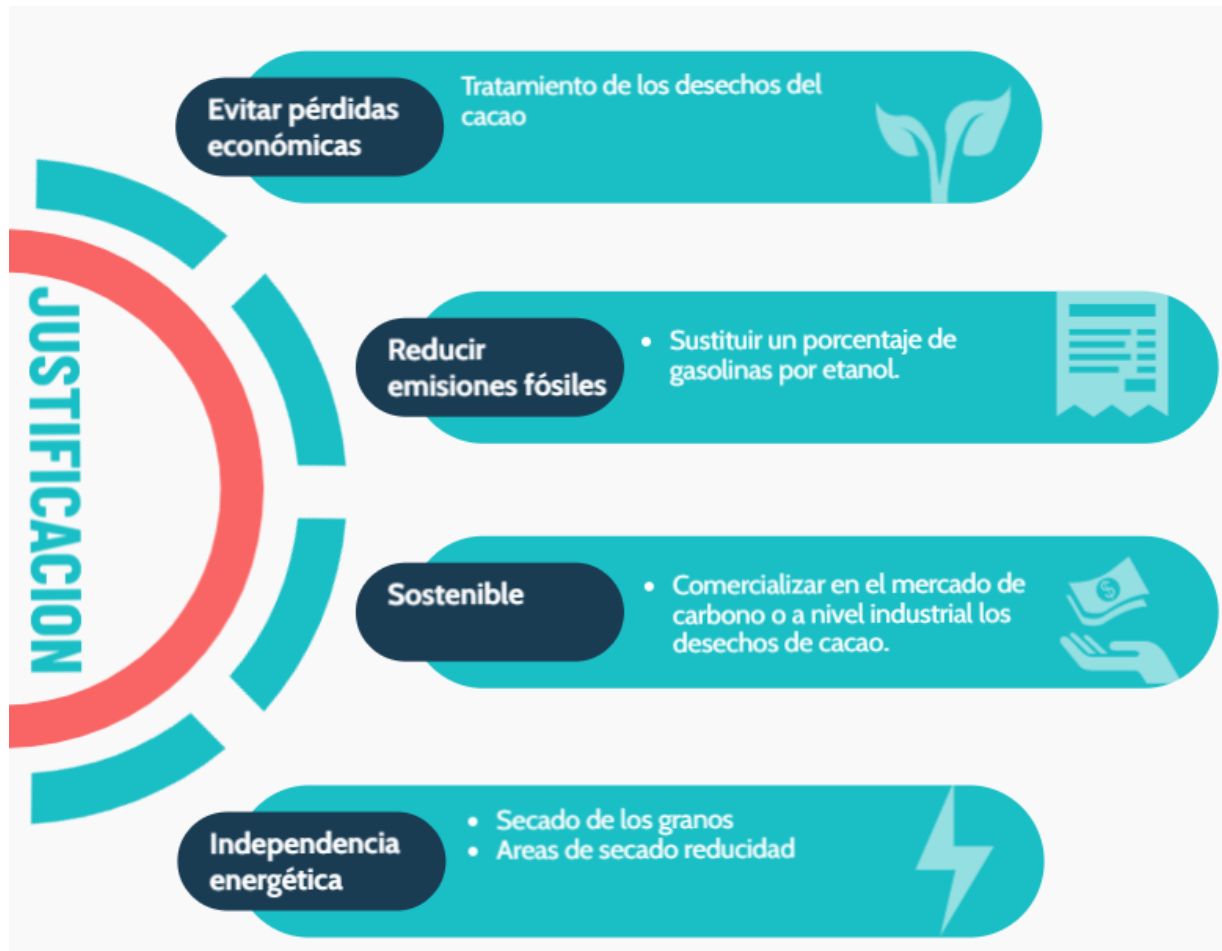 JUSTIFICACION
Evitar pérdidas
económicas
Tratamiento de los desechos del
cacao
Reducir
emisiones fósiles
• Sustituir un porcentaje de
gasolinas por etanol.
Sostenible
• Comercializar en el mercado de
carbono o a nivel industrial los
desechos de cacao.
Independencia
energética
• Secado de los granos
• Areas de secado reducidad